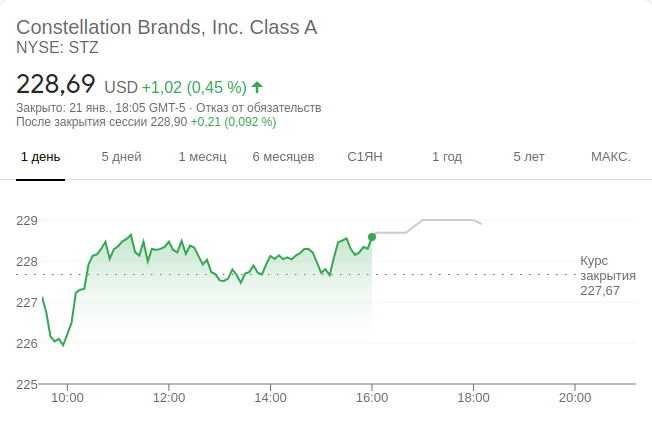 Constellation Brands, Inc. Class A
NYSE: STZ
228,69 USD +1,02 (0,45 %)
Закрыто: 21 янв., 18:05 GMT-5 · Отказ от обязательств
После закрытия сессии 228,90 +0,21 (0,092 %)
1 день 5 дней 1 месяц 6 месяцев С1ЯН 1 год 5 лет МАКС.
229
228
227
226
225
Курс
закрытия
227,67
10:00 12:00 14:00 16:00 18:00 20:00